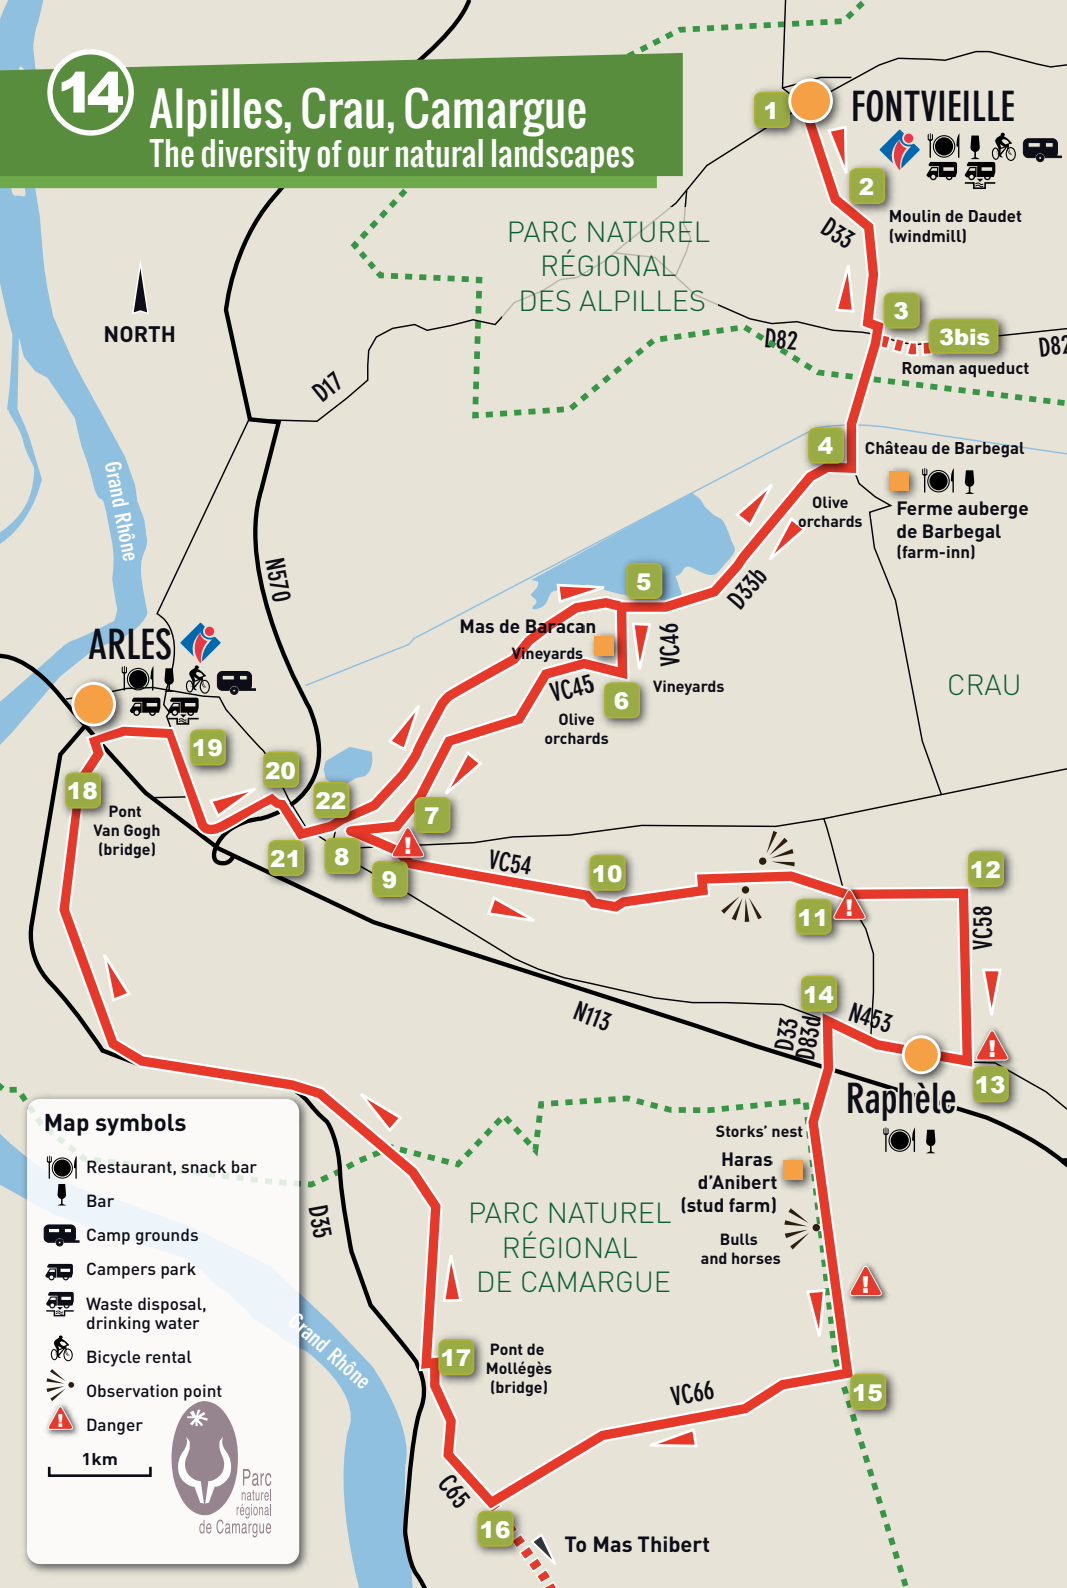 14
Alpilles, Crau, Camargue
The diversity of our natural landscapes
1
FONTVIEILLE
2
Moulin de Daudet
(windmill)
D33
PARC NATUREL
RÉGIONAL
DES ALPILLES
NORTH
3
3bis
D82
D82
Roman aqueduct
D17
4
Château de Barbegal
Olive
orchards
Ferme auberge
de Barbegal
(farm-inn)
Grand Rhône
N570
5
D33b
Mas de Baracan
Vineyards
VC46
VC45
6
Vineyards
Olive
orchards
CRAU
ARLES
19
20
18
Pont
Van Gogh
(bridge)
22
7
21
8
9
VC54
10
11
12
VC58
14
N453
D33
D83d
N113
13
Raphèle
Storks' nest
Haras
d'Anibert
(stud farm)
Bulls
and horses
PARC NATUREL
RÉGIONAL
DE CAMARGUE
D35
Grand Rhône
17
Pont de
Mollégès
(bridge)
15
VC66
C65
16
To Mas Thibert
Map symbols
Restaurant, snack bar
Bar
Camp grounds
Campers park
Waste disposal,
drinking water
Bicycle rental
Observation point
Danger
1km
Parc
naturel
régional
de Camargue